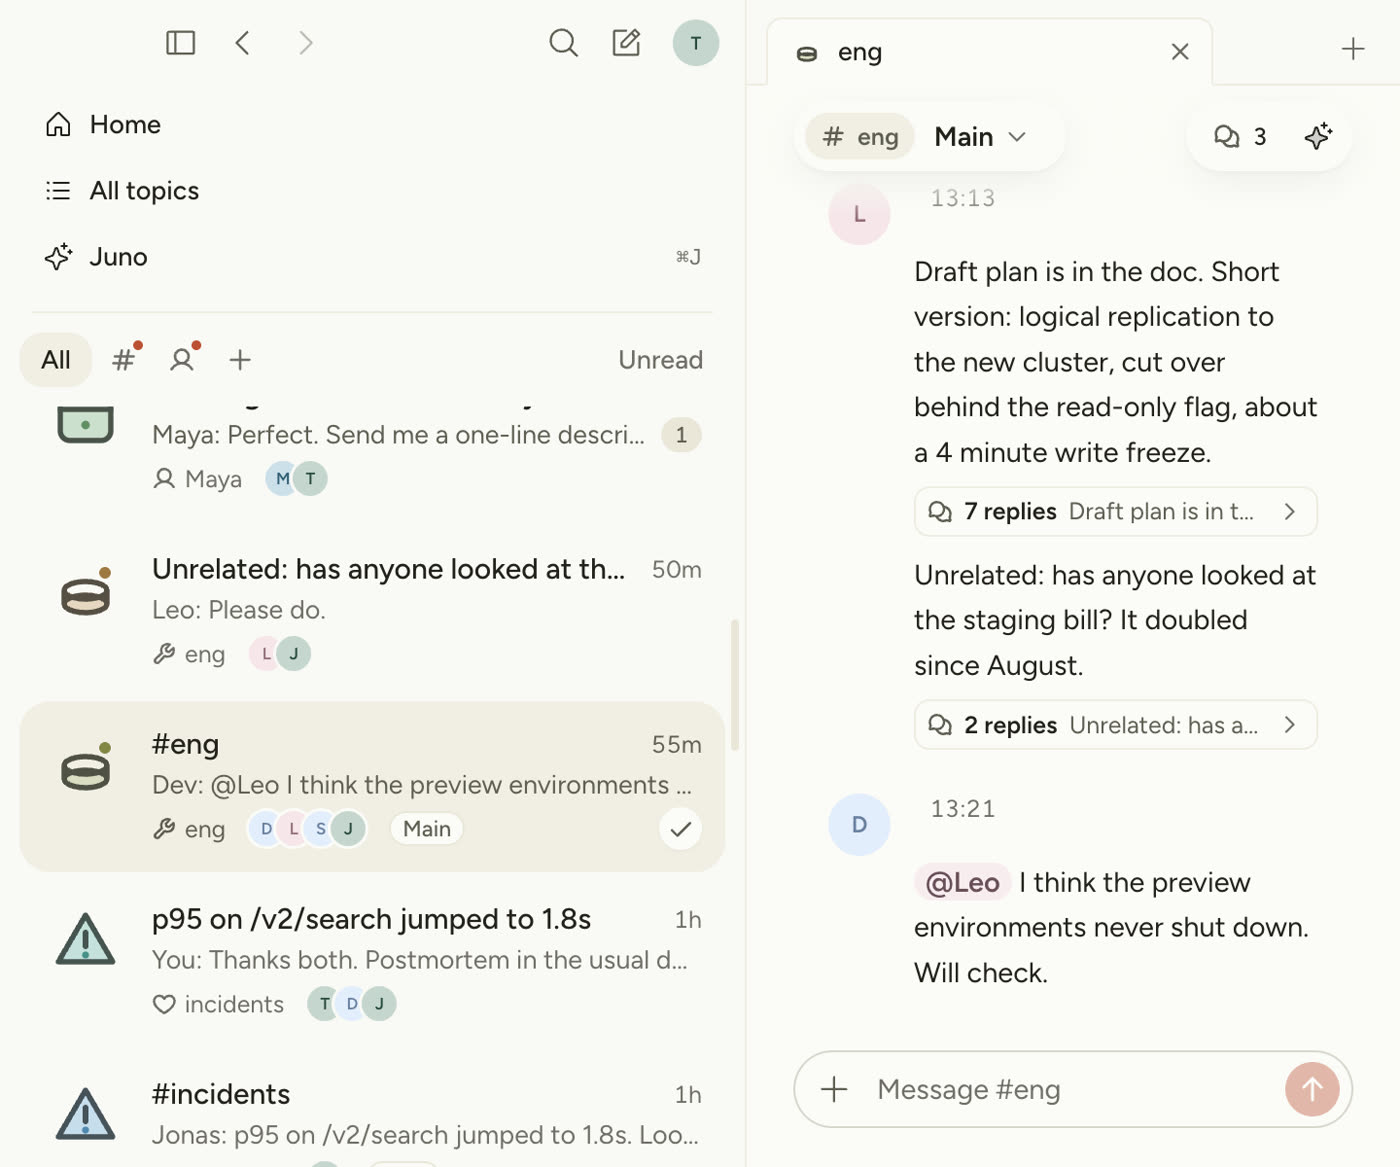 T
Home
All topics
Juno
⌘J
All
Unread
Maya: Perfect. Send me a one-line descri...
1
Maya
M
T
Unrelated: has anyone looked at th...
50m
Leo: Please do.
eng
L
J
#eng
55m
Dev: @Leo I think the preview environments ...
eng
D
L
S
J
Main
p95 on /v2/search jumped to 1.8s
1h
You: Thanks both. Postmortem in the usual d...
incidents
T
D
J
#incidents
1h
Jonas: p95 on /v2/search jumped to 1.8s. Loo...
eng
# eng
Main
3
L
13:13
Draft plan is in the doc. Short
version: logical replication to
the new cluster, cut over
behind the read-only flag, about
a 4 minute write freeze.
7 replies Draft plan is in t...
Unrelated: has anyone looked at
the staging bill? It doubled
since August.
2 replies Unrelated: has a...
D
13:21
@Leo I think the preview
environments never shut down.
Will check.
Message #eng